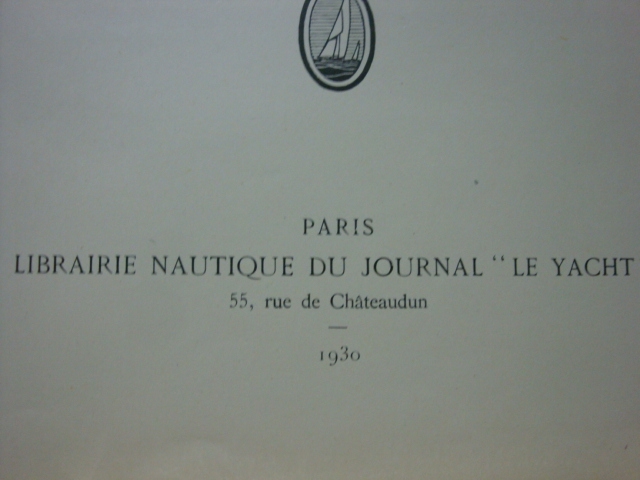 PARIS
LIBRAIRIE NAUTIQUE DU JOURNAL “ LE YACHT
55, rue de Châteaudun
1930